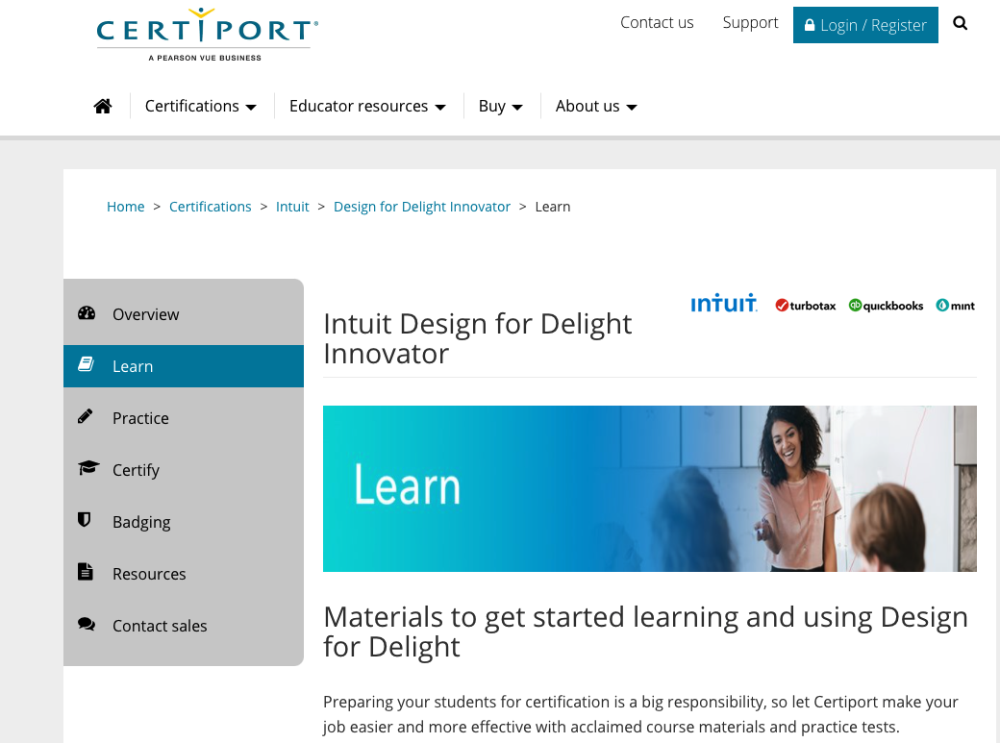 CERTIPORT®
A PEARSON VUE BUSINESS
Contact us
Support
Login / Register
Certifications
Educator resources
Buy
About us
Home > Certifications > Intuit > Design for Delight Innovator > Learn
Overview
Learn
Practice
Certify
Badging
Resources
Contact sales
intuit
turbotax
qb quickbooks
mint
Intuit Design for Delight
Innovator
Learn
Materials to get started learning and using Design
for Delight
Preparing your students for certification is a big responsibility, so let Certiport make your
job easier and more effective with acclaimed course materials and practice tests.